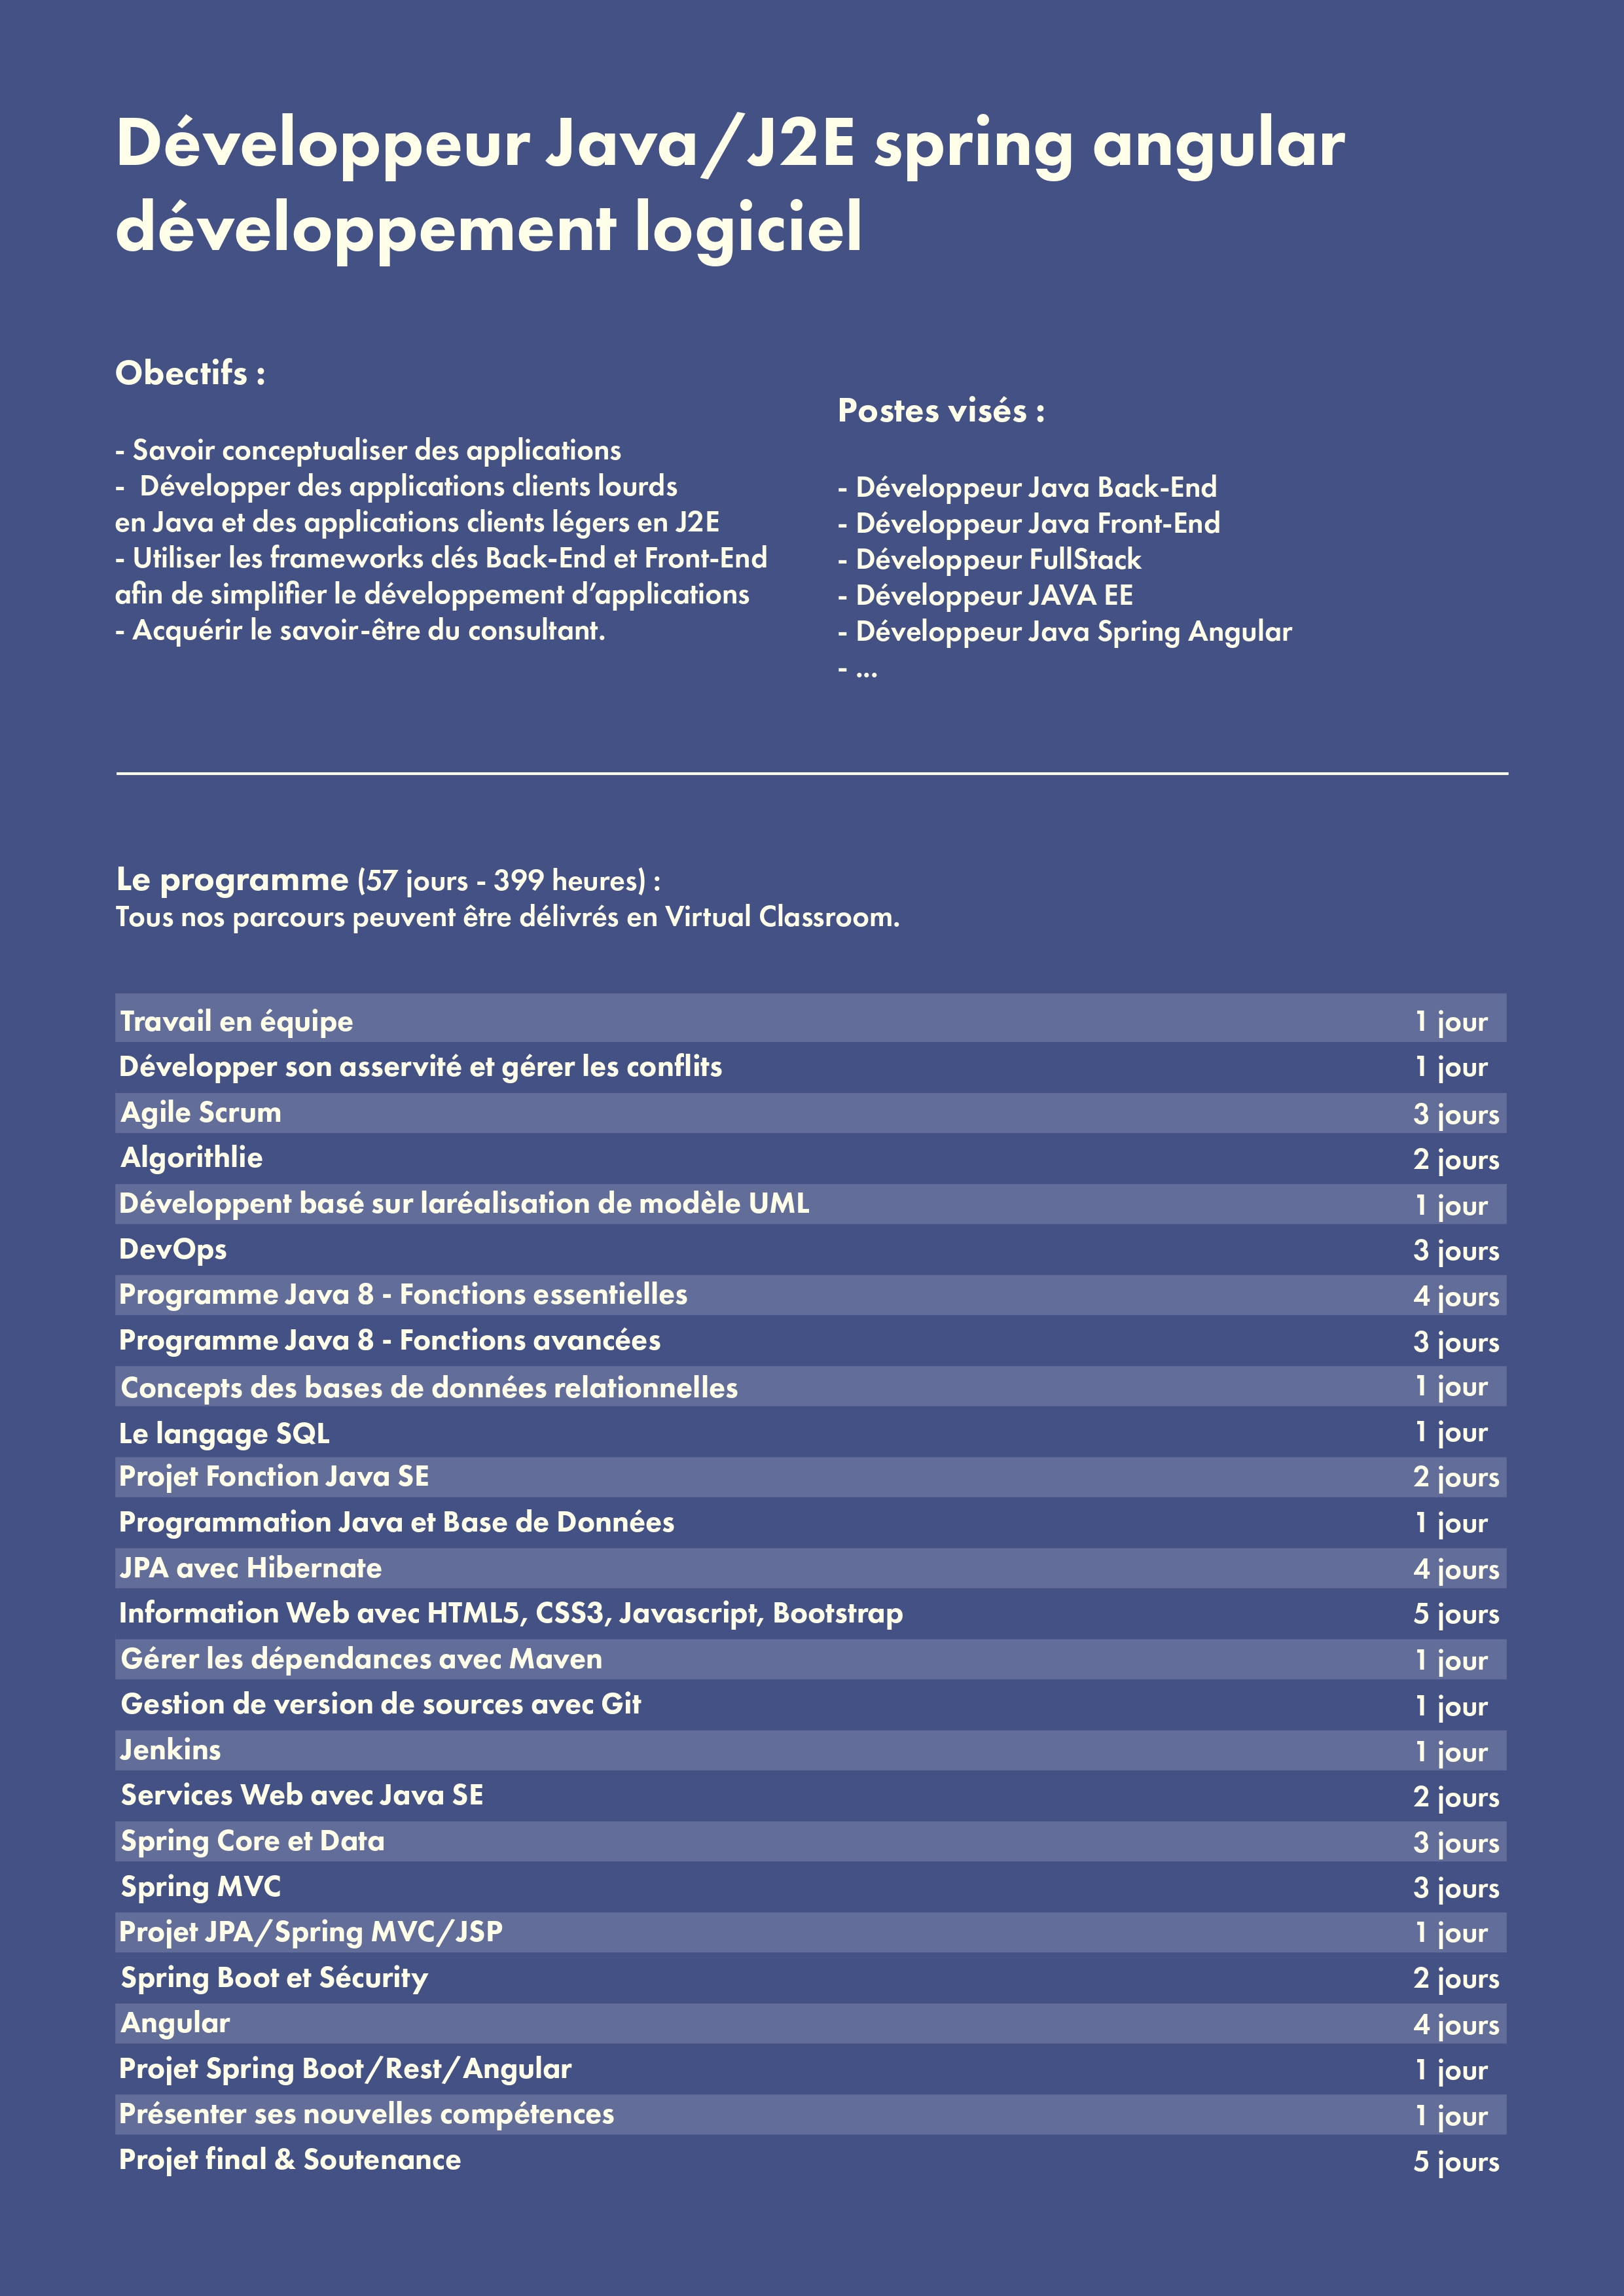 Développeur Java/J2E spring angular
développement logiciel
Obectifs :
- Savoir conceptualiser des applications
-  Développer des applications clients lourds
en Java et des applications clients légers en J2E
- Utiliser les frameworks clés Back-End et Front-End
afin de simplifier le développement d’applications
- Acquérir le savoir-être du consultant.
Postes visés :
- Développeur Java Back-End
- Développeur Java Front-End
- Développeur FullStack
- Développeur JAVA EE
- Développeur Java Spring Angular
- ...
Le programme (57 jours - 399 heures) :
Tous nos parcours peuvent être délivrés en Virtual Classroom.
Travail en équipe 1 jour
Développer son asservité et gérer les conflits 1 jour
Agile Scrum 3 jours
Algorithlie 2 jours
Développent basé sur laréalisation de modèle UML 1 jour
DevOps 3 jours
Programme Java 8 - Fonctions essentielles 4 jours
Programme Java 8 - Fonctions avancées 3 jours
Concepts des bases de données relationnelles 1 jour
Le langage SQL 1 jour
Projet Fonction Java SE 2 jours
Programmation Java et Base de Données 1 jour
JPA avec Hibernate 4 jours
Information Web avec HTML5, CSS3, Javascript, Bootstrap 5 jours
Gérer les dépendances avec Maven 1 jour
Gestion de version de sources avec Git 1 jour
Jenkins 1 jour
Services Web avec Java SE 2 jours
Spring Core et Data 3 jours
Spring MVC 3 jours
Projet JPA/Spring MVC/JSP 1 jour
Spring Boot et Sécurity 2 jours
Angular 4 jours
Projet Spring Boot/Rest/Angular 1 jour
Présenter ses nouvelles compétences 1 jour
Projet final & Soutenance 5 jours